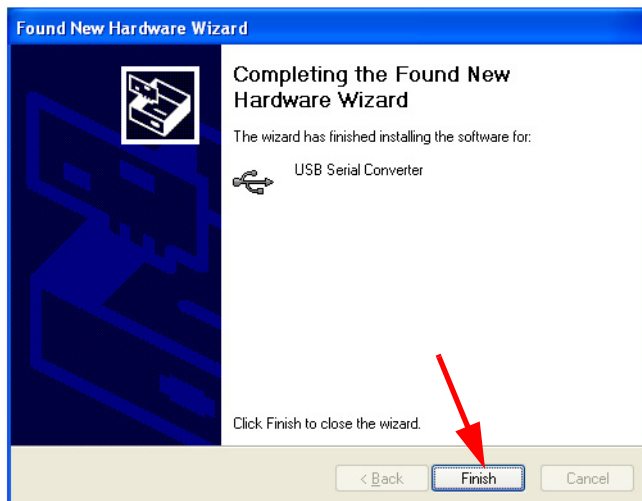 Found New Hardware Wizard
Completing the Found New
Hardware Wizard
The wizard has finished installing the software for:
USB Serial Converter
Click Finish to close the wizard.
< Back Finish Cancel